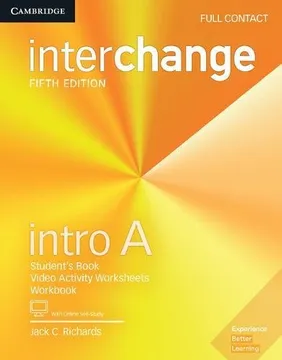 CAMBRIDGE
FULL CONTACT
interchange
FIFTH EDITION
intro A
Student's Book
Video Activity Worksheets
Workbook
With Online Self-Study
Jack C. Richards
Experience
Better
Learning